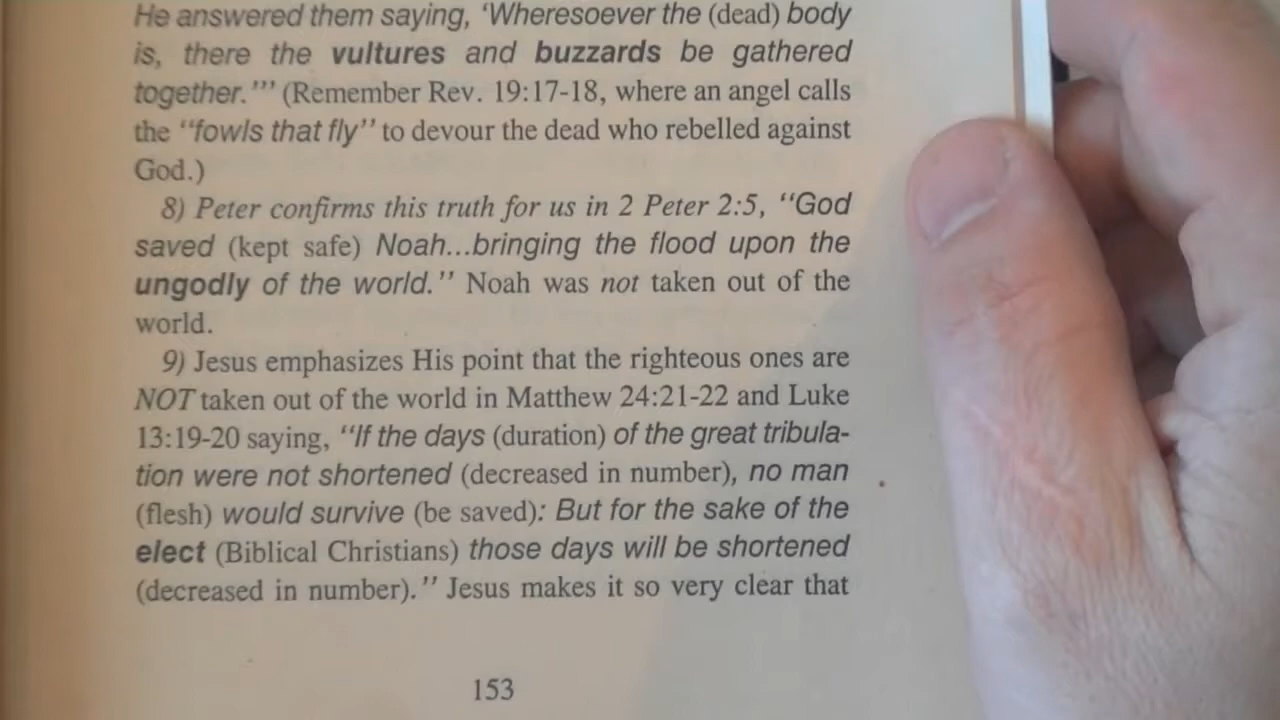 He answered them saying, 'Wheresoever the (dead) body
is, there the vultures and buzzards be gathered
together.''' (Remember Rev. 19:17-18, where an angel calls
the ''fowls that fly'' to devour the dead who rebelled against
God.)
8) Peter confirms this truth for us in 2 Peter 2:5, ''God
saved (kept safe) Noah...bringing the flood upon the
ungodly of the world.'' Noah was not taken out of the
world.
9) Jesus emphasizes His point that the righteous ones are
NOT taken out of the world in Matthew 24:21-22 and Luke
13:19-20 saying, ''If the days (duration) of the great tribula-
tion were not shortened (decreased in number), no man
(flesh) would survive (be saved): But for the sake of the
elect (Biblical Christians) those days will be shortened
(decreased in number).'' Jesus makes it so very clear that
153